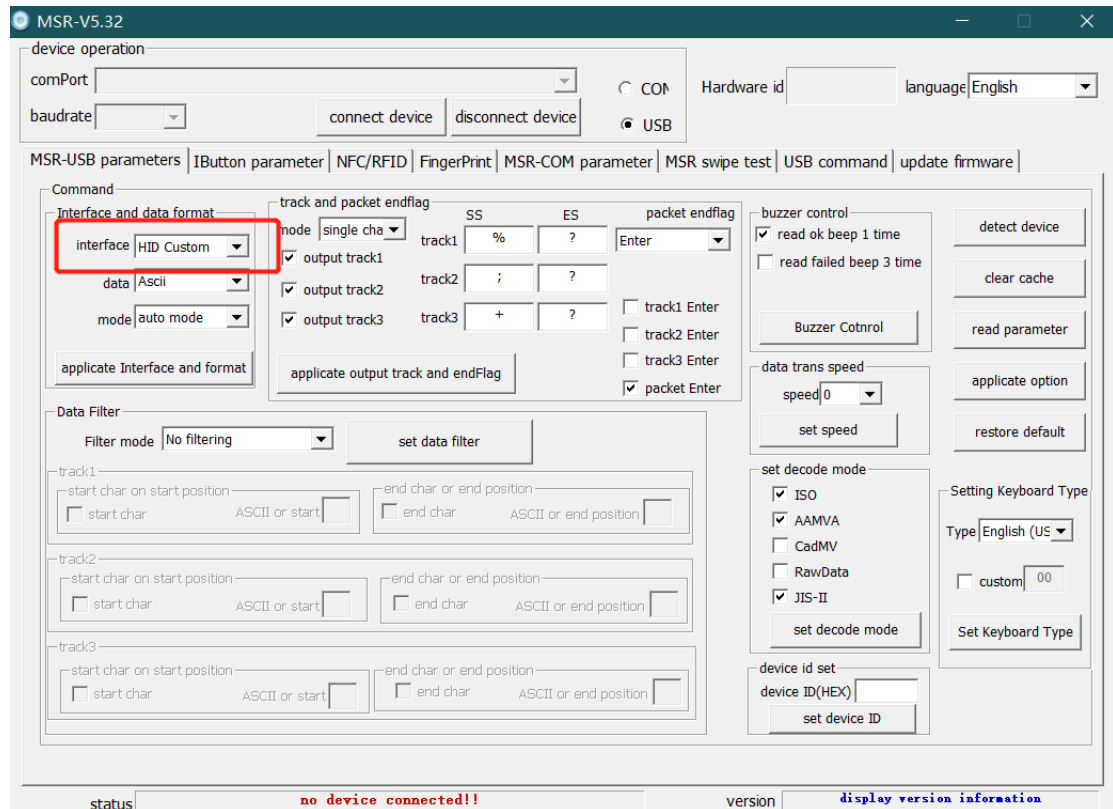 MSR-V5.32
device operation
comPort
CON
Hardware id
language English
baudrate
connect device
disconnect device
USB
MSR-USB parameters
IButton parameter
NFC/RFID
FingerPrint
MSR-COM parameter
MSR swipe test
USB command
update firmware
Command
Interface and data format
interface HID Custom
data Ascii
mode auto mode
applicate Interface and format
track and packet endflag
SS
ES
packet endflag
mode single cha
track1 % ?
Enter
output track1
track2 ; ?
output track2
track3 + ?
output track3
track1 Enter
track2 Enter
track3 Enter
packet Enter
applicate output track and endFlag
buzzer control
read ok beep 1 time
read failed beep 3 time
Buzzer Cotnrol
data trans speed
speed 0
set speed
detect device
clear cache
read parameter
applicate option
restore default
Data Filter
Filter mode No filtering
set data filter
track1
start char on start position
start char
ASCII or start
end char or end position
end char
ASCII or end position
track2
start char on start position
start char
ASCII or start
end char or end position
end char
ASCII or end position
track3
start char on start position
start char
ASCII or start
end char or end position
end char
ASCII or end position
set decode mode
ISO
AAMVA
CadMV
RawData
JIS-II
set decode mode
Setting Keyboard Type
Type English (US
custom 00
Set Keyboard Type
device id set
device ID(HEX)
set device ID
status
no device connected!!
version
display version information